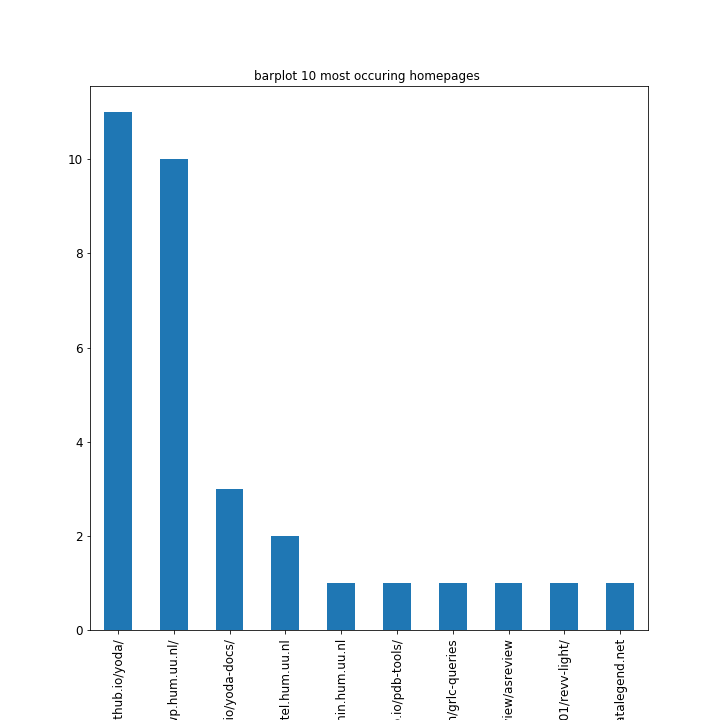 barplot 10 most occuring homepages
10
8
6
4
2
0
thub.io/yoda/
vp.hum.uu.nl/
io/yoda-docs/
tel.hum.uu.nl
nin.hum.uu.nl
.io/pdb-tools/
/grlc-queries
view/asreview
01/revv-light/
atalegend.net